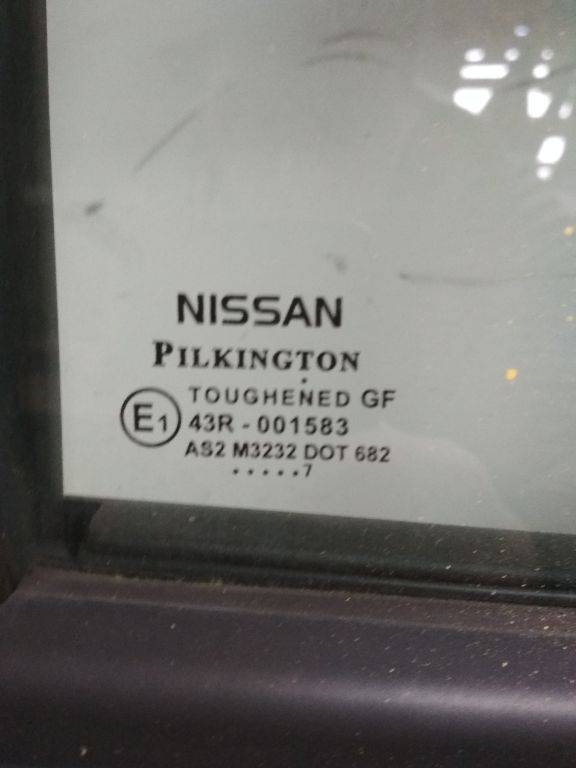 NISSAN
PILKINGTON
TOUGHENED GF
E1 43R - 001583
AS2 M3232 DOT 682
.....7